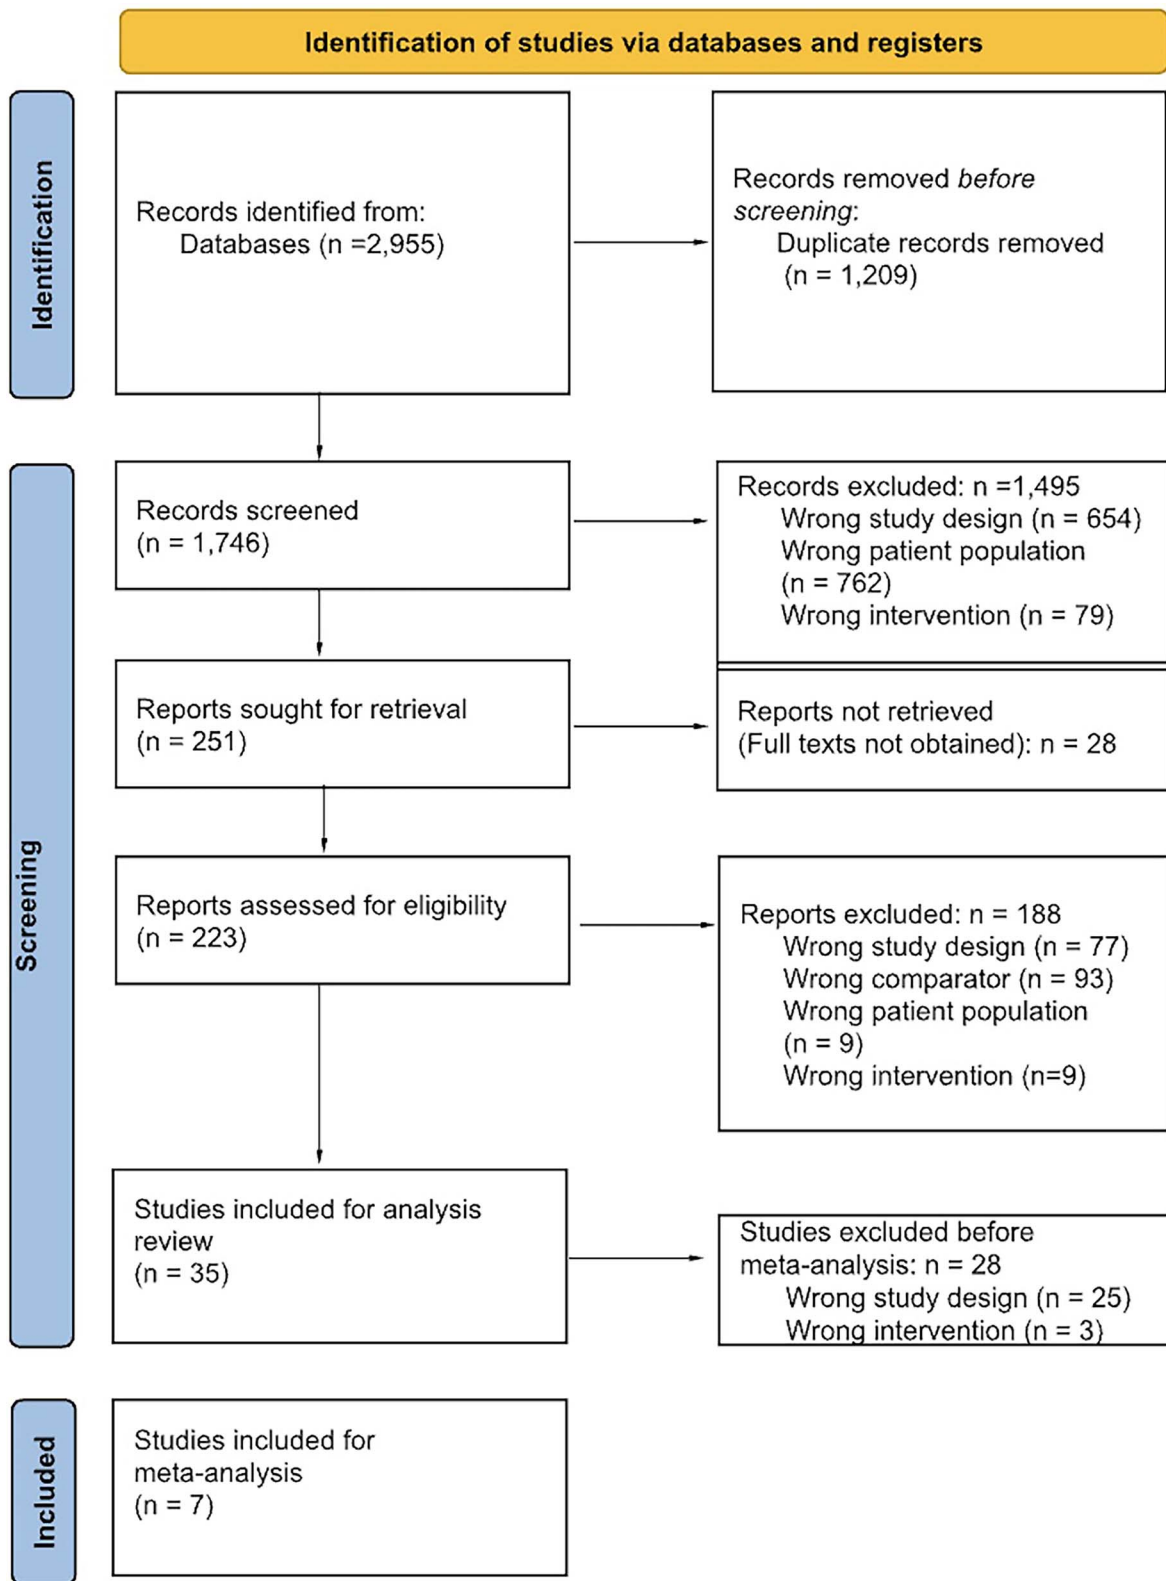 Identification of studies via databases and registers
Identification
Records identified from:
Databases (n =2,955)
Records removed before
screening:
Duplicate records removed
(n = 1,209)
Screening
Records screened
(n = 1,746)
Records excluded: n =1,495
Wrong study design (n = 654)
Wrong patient population
(n = 762)
Wrong intervention (n = 79)
Reports sought for retrieval
(n = 251)
Reports not retrieved
(Full texts not obtained): n = 28
Reports assessed for eligibility
(n = 223)
Reports excluded: n = 188
Wrong study design (n = 77)
Wrong comparator (n = 93)
Wrong patient population
(n = 9)
Wrong intervention (n=9)
Studies included for analysis
review
(n = 35)
Studies excluded before
meta-analysis: n = 28
Wrong study design (n = 25)
Wrong intervention (n = 3)
Included
Studies included for
meta-analysis
(n = 7)